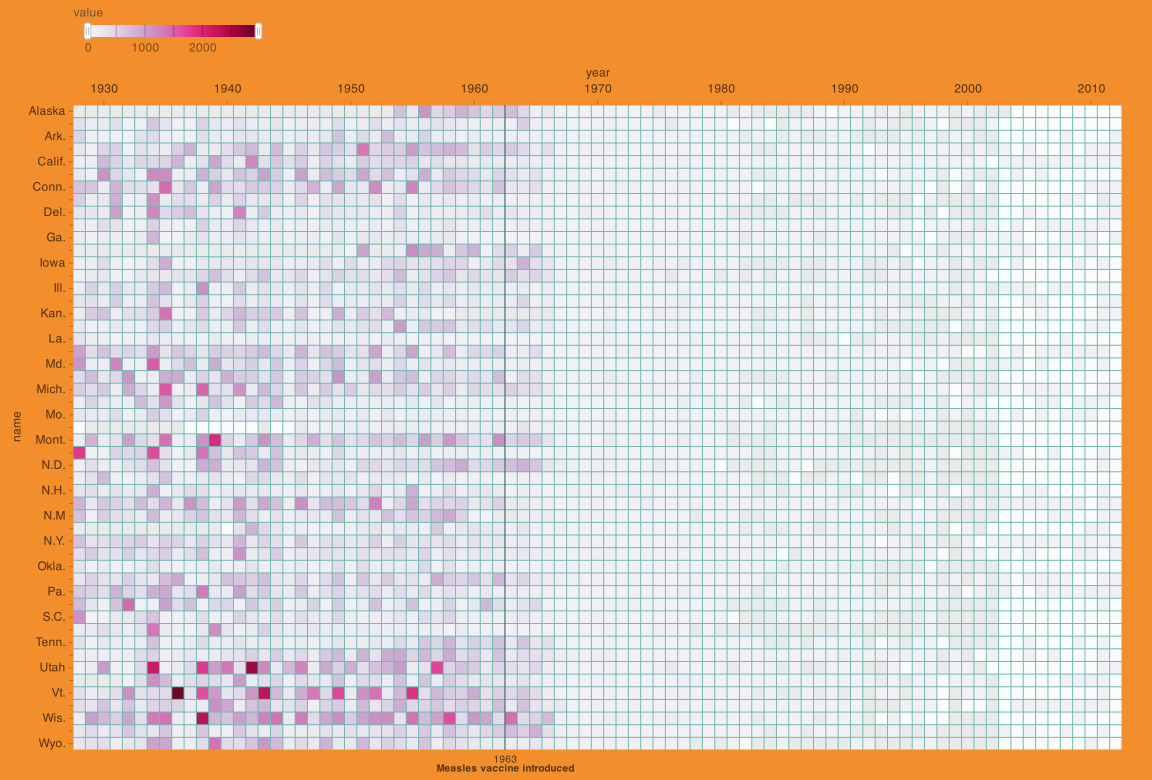 value
0 1000 2000
year
1930 1940 1950 1960 1970 1980 1990 2000 2010
name
Alaska
Ark.
Calif.
Conn.
Del.
Ga.
Iowa
Ill.
Kan.
La.
Md.
Mich.
Mo.
Mont.
N.D.
N.H.
N.M
N.Y.
Okla.
Pa.
S.C.
Tenn.
Utah
Vt.
Wis.
Wyo.
1963
Measles vaccine introduced